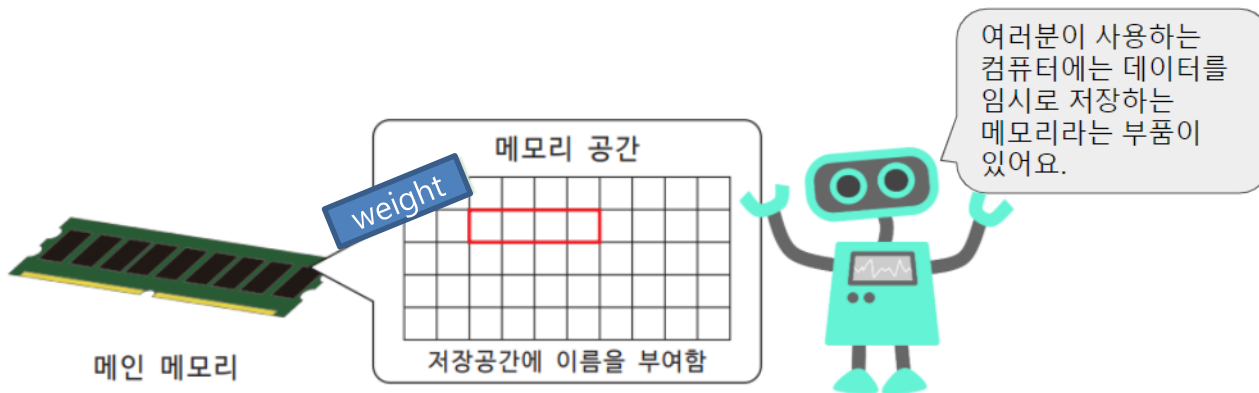 여러분이 사용하는
컴퓨터에는 데이터를
임시로 저장하는
메모리라는 부품이
있어요.
메모리 공간
weight
저장공간에 이름을 부여함
메인 메모리